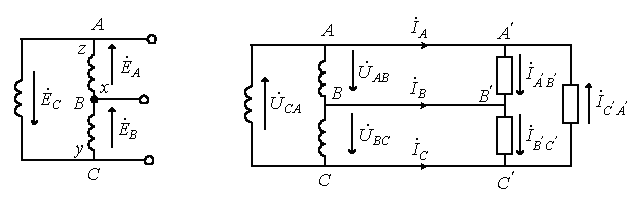 A
z
Ė_A
x
Ė_C
B
Ė_B
y
C
A
İ_A
A′
U̇_AB
İ_A′B′
U̇_CA
B
İ_B
B′
İ_C′A′
U̇_BC
İ_B′C′
İ_C
C
C′